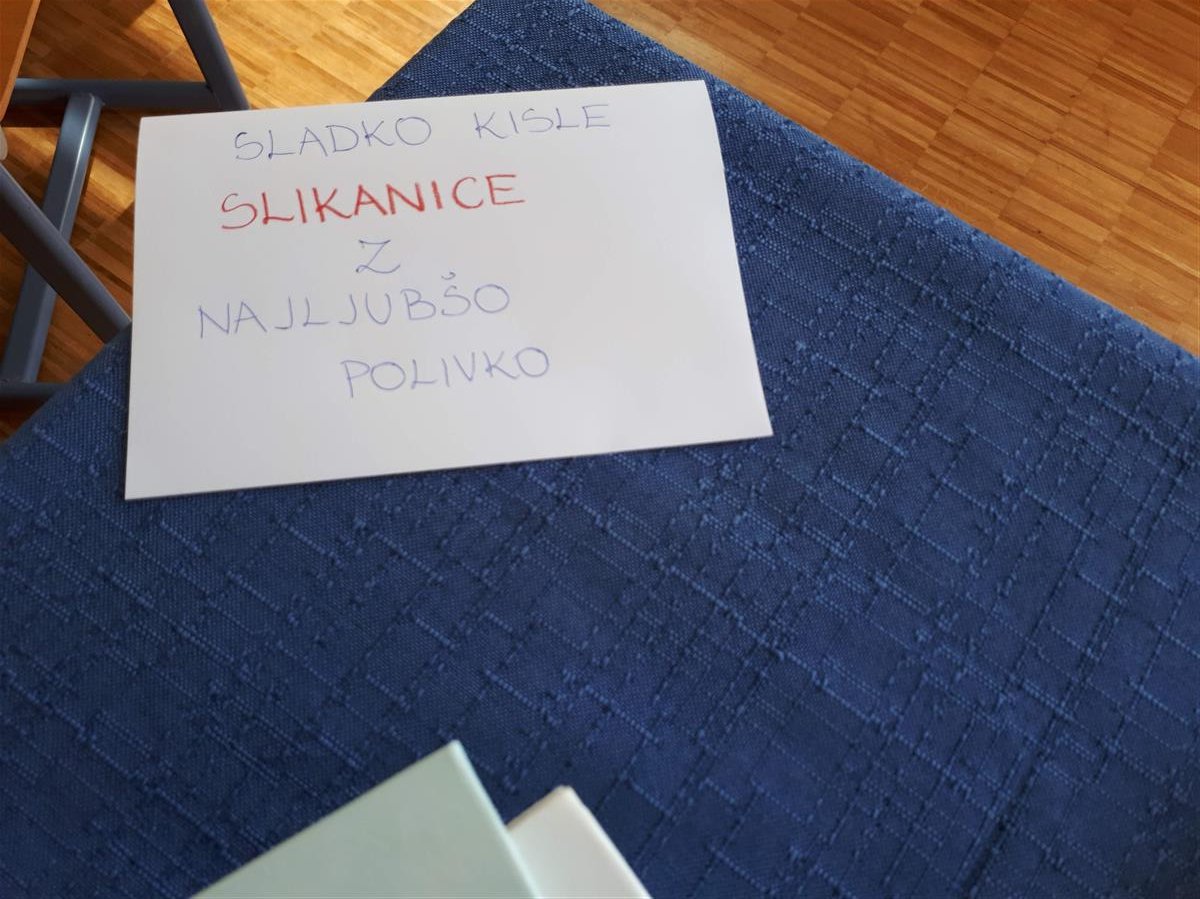 SLADKO KISLE
SLIKANICE
Z
NAJLJUBŠO
POLIVKO